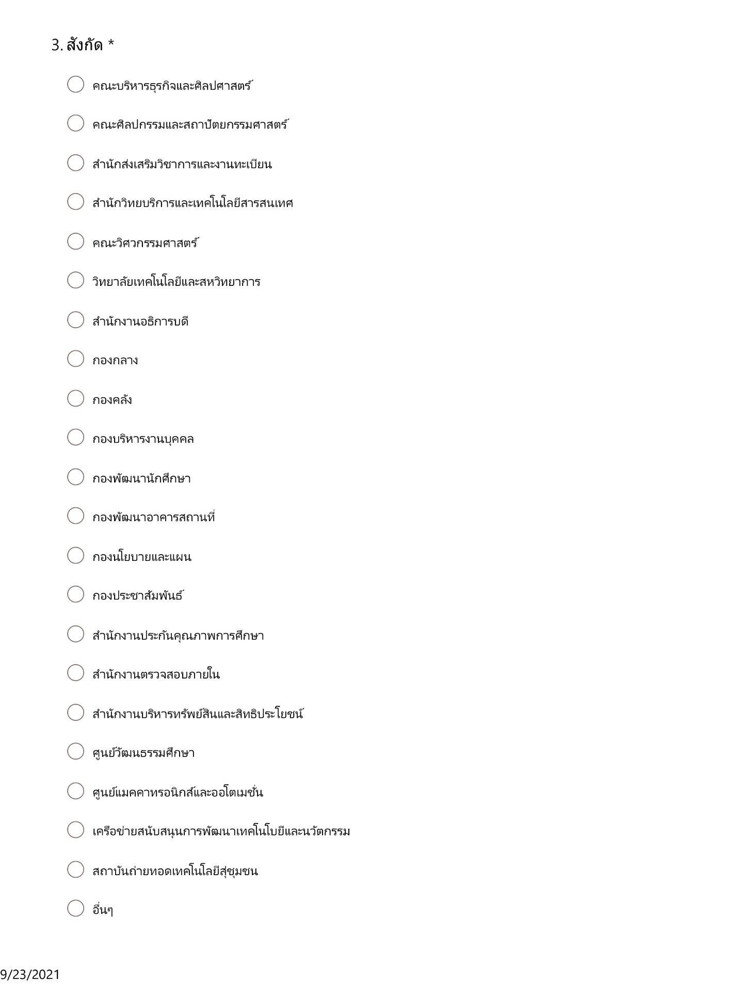 3. สังกัด *
คณะบริหารธุรกิจและศิลปศาสตร์
คณะศิลปกรรมและสถาปัตยกรรมศาสตร์
สำนักส่งเสริมวิชาการและงานทะเบียน
สำนักวิทยบริการและเทคโนโลยีสารสนเทศ
คณะวิศวกรรมศาสตร์
วิทยาลัยเทคโนโลยีและสหวิทยาการ
สำนักงานอธิการบดี
กองกลาง
กองคลัง
กองบริหารงานบุคคล
กองพัฒนานักศึกษา
กองพัฒนาอาคารสถานที่
กองนโยบายและแผน
กองประชาสัมพันธ์
สำนักงานประกันคุณภาพการศึกษา
สำนักงานตรวจสอบภายใน
สำนักงานบริหารทรัพย์สินและสิทธิประโยชน์
ศูนย์วัฒนธรรมศึกษา
ศูนย์แมคคาทรอนิกส์และออโตเมชั่น
เครือข่ายสนับสนุนการพัฒนาเทคโนโบยีและนวัตกรรม
สถาบันถ่ายทอดเทคโนโลยีสุ่ชุมชน
อื่นๆ
9/23/2021